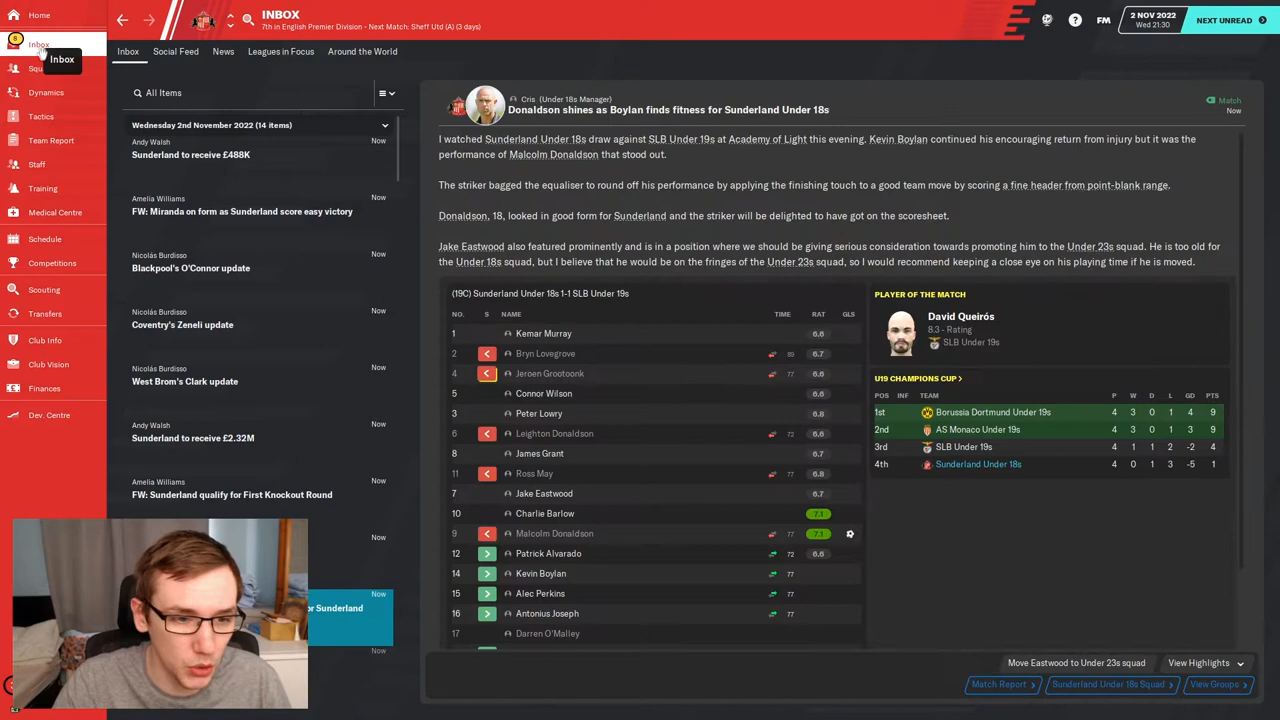 Home
INBOX
7th in English Premier Division - Next Match: Sheff Utd (A) (3 days)
FM
2 NOV 2022
Wed 21:30
NEXT UNREAD
8
Inbox
Inbox
Squ
Dynamics
Tactics
Team Report
Staff
Training
Medical Centre
Schedule
Competitions
Scouting
Transfers
Club Info
Club Vision
Finances
Dev. Centre
Inbox Social Feed News Leagues in Focus Around the World
All Items
Wednesday 2nd November 2022 (14 items)
Andy Walsh Now
Sunderland to receive £488K
Amelia Williams Now
FW: Miranda on form as Sunderland score easy victory
Nicolás Burdisso Now
Blackpool's O'Connor update
Nicolás Burdisso Now
Coventry's Zeneli update
Nicolás Burdisso Now
West Brom's Clark update
Andy Walsh Now
Sunderland to receive £2.32M
Amelia Williams Now
FW: Sunderland qualify for First Knockout Round
Now
Now
or Sunderland
Now
Cris (Under 18s Manager)
Donaldson shines as Boylan finds fitness for Sunderland Under 18s
Match
Now
I watched Sunderland Under 18s draw against SLB Under 19s at Academy of Light this evening. Kevin Boylan continued his encouraging return from injury but it was the
performance of Malcolm Donaldson that stood out.
The striker bagged the equaliser to round off his performance by applying the finishing touch to a good team move by scoring a fine header from point-blank range.
Donaldson, 18, looked in good form for Sunderland and the striker will be delighted to have got on the scoresheet.
Jake Eastwood also featured prominently and is in a position where we should be giving serious consideration towards promoting him to the Under 23s squad. He is too old for
the Under 18s squad, but I believe that he would be on the fringes of the Under 23s squad, so I would recommend keeping a close eye on his playing time if he is moved.
(19C) Sunderland Under 18s 1-1 SLB Under 19s
NO. S NAME TIME RAT GLS
1 Kemar Murray 6.6
2 Bryn Lovegrove 89 6.7
4 Jeroen Grootoonk 77 6.6
5 Connor Wilson 6.6
3 Peter Lowry 6.8
6 Leighton Donaldson 72 6.6
8 James Grant 6.6
11 Ross May 77 6.8
7 Jake Eastwood 6.7
10 Charlie Barlow 7.1
9 Malcolm Donaldson 77 7.1
12 Patrick Alvarado 72 6.6
14 Kevin Boylan 77
15 Alec Perkins 77
16 Antonius Joseph 77
17 Darren O'Malley
PLAYER OF THE MATCH
David Queirós
8.3 - Rating
SLB Under 19s
U19 CHAMPIONS CUP >
POS INF TEAM P W D L GD PTS
1st Borussia Dortmund Under 19s 4 3 0 1 4 9
2nd AS Monaco Under 19s 4 3 0 1 3 9
3rd SLB Under 19s 4 1 1 2 -2 4
4th Sunderland Under 18s 4 0 1 3 -5 1
Move Eastwood to Under 23s squad View Highlights
Match Report > Sunderland Under 18s Squad > View Groups >